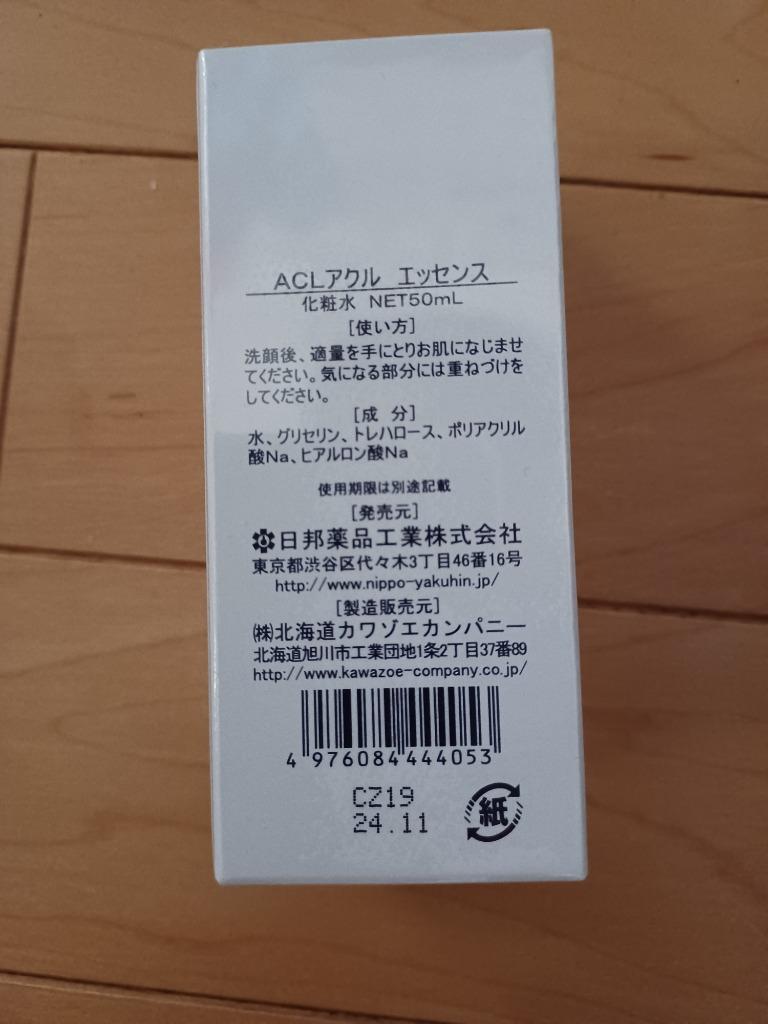 ACLアクル エッセンス
化粧水 NET50mL
[使い方]
洗顔後、適量を手にとりお肌になじませ
てください。気になる部分には重ねづけを
してください。
[成 分]
水、グリセリン、トレハロース、ポリアクリル
酸Na、ヒアルロン酸Na
使用期限は別途記載
[発売元]
日邦薬品工業株式会社
東京都渋谷区代々木3丁目46番16号
http://www.nippo-yakuhin.jp/
[製造販売元]
㈱北海道カワゾエカンパニー
北海道旭川市工業団地1条2丁目37番89
http://www.kawazoe-company.co.jp/
4 976084 444053
CZ19
24.11
紙